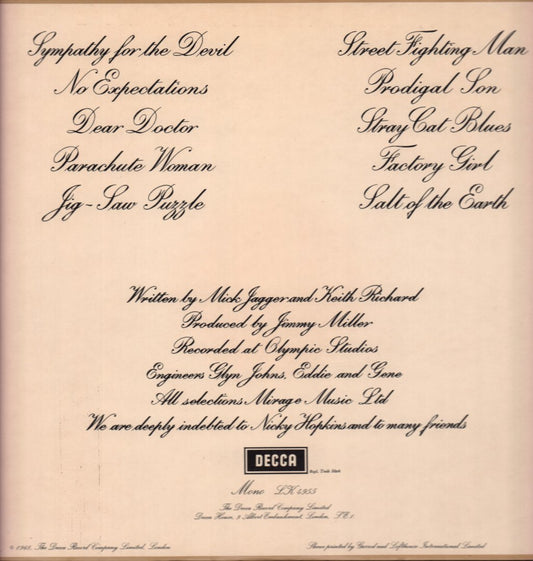 Sympathy for the Devil
No Expectations
Dear Doctor
Parachute Woman
Jig-Saw Puzzle
Street Fighting Man
Prodigal Son
Stray Cat Blues
Factory Girl
Salt of the Earth
Written by Mick Jagger and Keith Richard
Produced by Jimmy Miller
Recorded at Olympic Studios
Engineers Glyn Johns, Eddie and Gene
All selections Mirage Music Ltd
We are deeply indebted to Nicky Hopkins and to many friends
DECCA
Regd. Trade Mark
Mono LK 4955
The Decca Record Company Limited
Decca House, 9 Albert Embankment, London, S E 1
© 1968, The Decca Record Company Limited, London
Sleeve printed by Garrod and Lofthouse International Limited